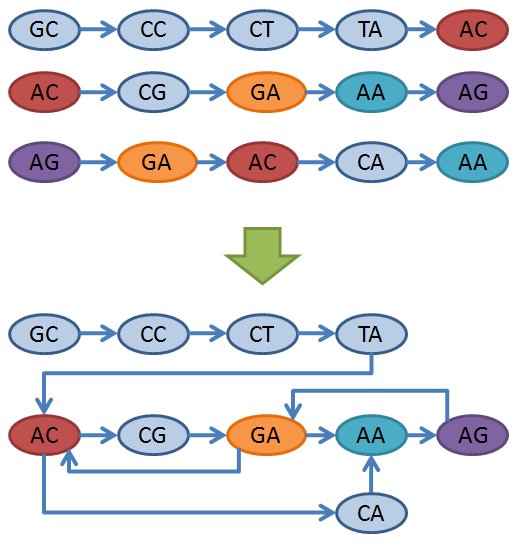 GC CC CT TA AC
AC CG GA AA AG
AG GA AC CA AA
GC CC CT TA
AC CG GA AA AG
CA